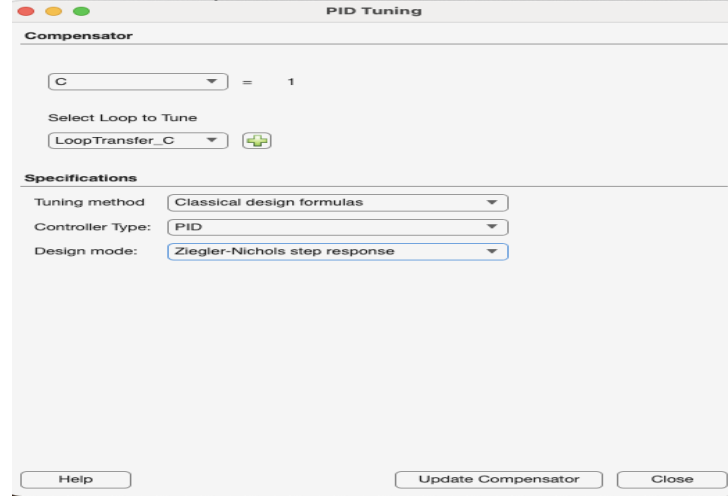 PID Tuning
Compensator
C = 1
Select Loop to Tune
LoopTransfer_C
Specifications
Tuning method Classical design formulas
Controller Type: PID
Design mode: Ziegler-Nichols step response
Help Update Compensator Close